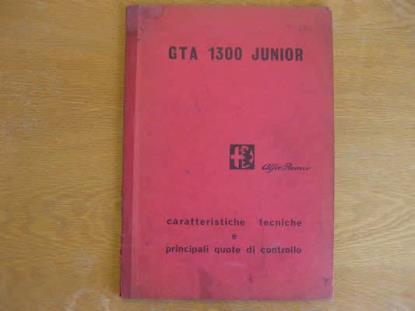 GTA 1300 JUNIOR
Alfa Romeo
caratteristiche tecniche
e
principali quote di controllo